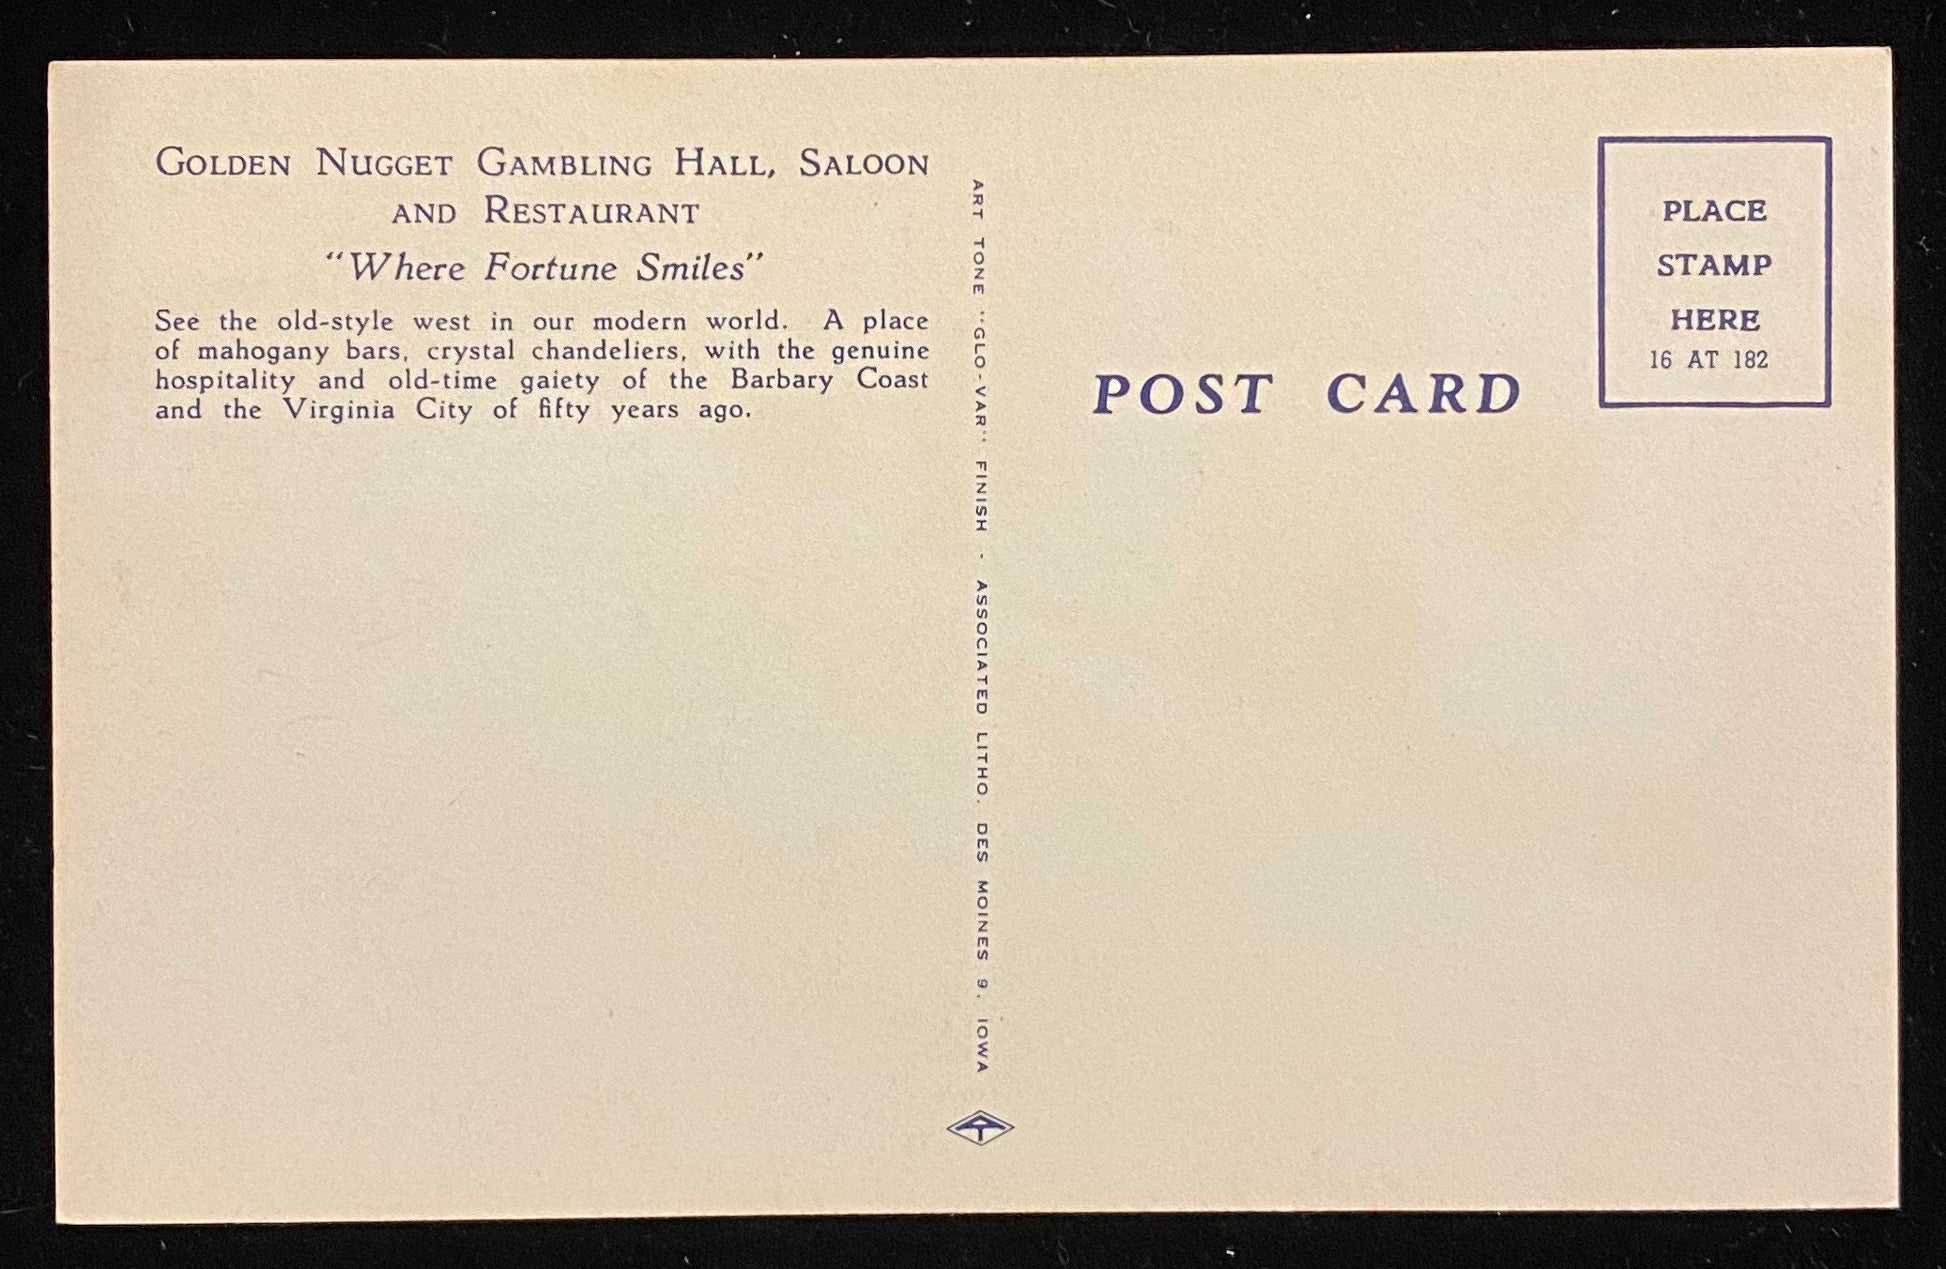 GOLDEN NUGGET GAMBLING HALL, SALOON
AND RESTAURANT
"Where Fortune Smiles"
See the old-style west in our modern world. A place
of mahogany bars, crystal chandeliers, with the genuine
hospitality and old-time gaiety of the Barbary Coast
and the Virginia City of fifty years ago.
ART TONE "GLO-VAR" FINISH - ASSOCIATED LITHO. DES MOINES 9, IOWA
POST CARD
PLACE
STAMP
HERE
16 AT 182